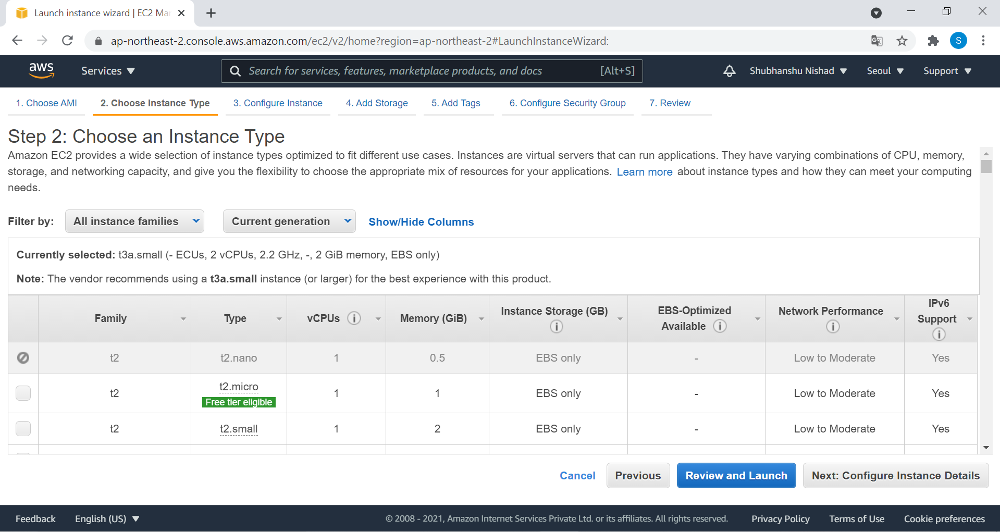 Launch instance wizard | EC2 Ma
ap-northeast-2.console.aws.amazon.com/ec2/v2/home?region=ap-northeast-2#LaunchInstanceWizard:
S
aws
Services
Search for services, features, marketplace products, and docs
[Alt+S]
Shubhanshu Nishad
Seoul
Support
1. Choose AMI
2. Choose Instance Type
3. Configure Instance
4. Add Storage
5. Add Tags
6. Configure Security Group
7. Review
Step 2: Choose an Instance Type
Amazon EC2 provides a wide selection of instance types optimized to fit different use cases. Instances are virtual servers that can run applications. They have varying combinations of CPU, memory,
storage, and networking capacity, and give you the flexibility to choose the appropriate mix of resources for your applications. Learn more about instance types and how they can meet your computing
needs.
Filter by:
All instance families
Current generation
Show/Hide Columns
Currently selected: t3a.small (- ECUs, 2 vCPUs, 2.2 GHz, -, 2 GiB memory, EBS only)
Note: The vendor recommends using a t3a.small instance (or larger) for the best experience with this product.
Family
Type
vCPUs
Memory (GiB)
Instance Storage (GB)
EBS-Optimized
Available
Network Performance
IPv6
Support
t2
t2.nano
1
0.5
EBS only
-
Low to Moderate
Yes
t2
t2.micro
Free tier eligible
1
1
EBS only
-
Low to Moderate
Yes
t2
t2.small
1
2
EBS only
-
Low to Moderate
Yes
Cancel
Previous
Review and Launch
Next: Configure Instance Details
Feedback
English (US)
© 2008 - 2021, Amazon Internet Services Private Ltd. or its affiliates. All rights reserved.
Privacy Policy
Terms of Use
Cookie preferences